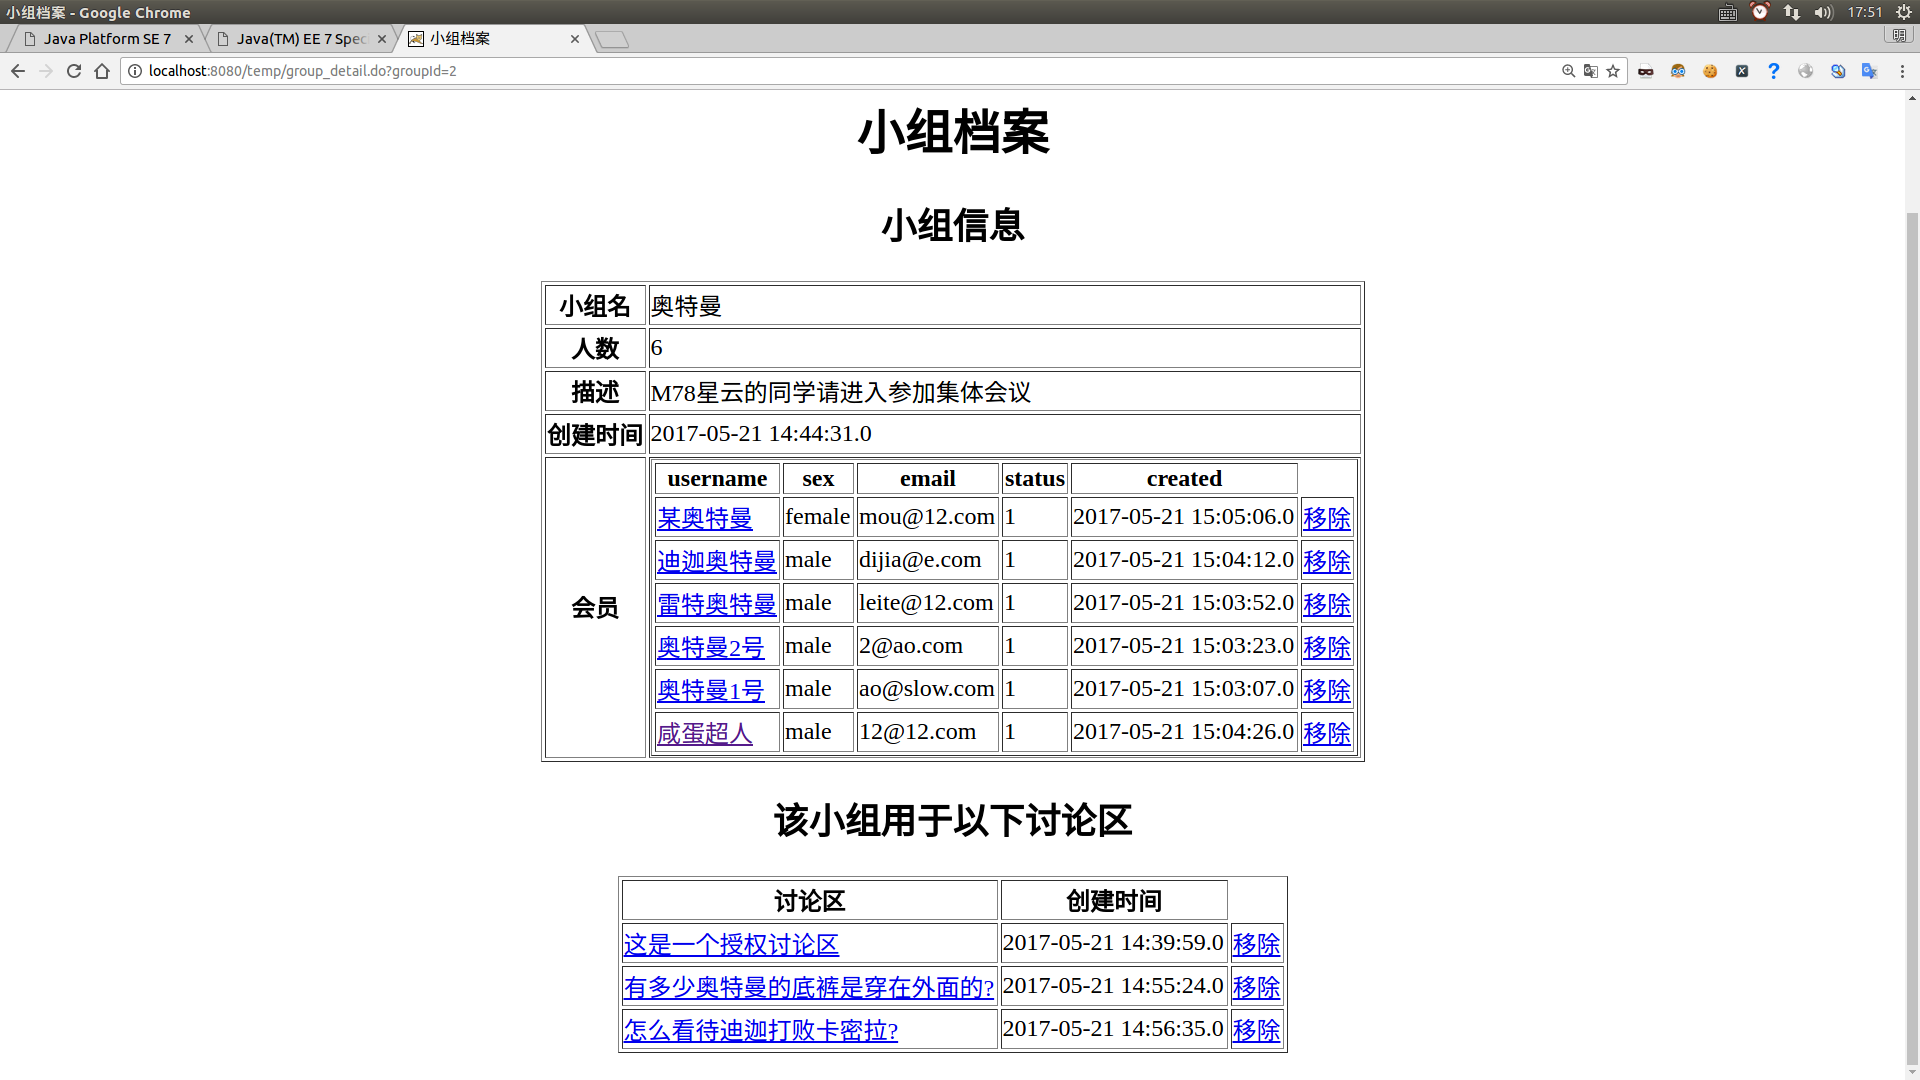 小组档案 - Google Chrome
17:51
Java Platform SE 7
Java(TM) EE 7 Spec
小组档案
localhost:8080/temp/group_detail.do?groupId=2
小组档案
小组信息
小组名 奥特曼
人数 6
描述 M78星云的同学请进入参加集体会议
创建时间 2017-05-21 14:44:31.0
会员
username sex email status created
某奥特曼 female mou@12.com 1 2017-05-21 15:05:06.0 移除
迪迦奥特曼 male dijia@e.com 1 2017-05-21 15:04:12.0 移除
雷特奥特曼 male leite@12.com 1 2017-05-21 15:03:52.0 移除
奥特曼2号 male 2@ao.com 1 2017-05-21 15:03:23.0 移除
奥特曼1号 male ao@slow.com 1 2017-05-21 15:03:07.0 移除
咸蛋超人 male 12@12.com 1 2017-05-21 15:04:26.0 移除
该小组用于以下讨论区
讨论区 创建时间
这是一个授权讨论区 2017-05-21 14:39:59.0 移除
有多少奥特曼的底裤是穿在外面的? 2017-05-21 14:55:24.0 移除
怎么看待迪迦打败卡密拉? 2017-05-21 14:56:35.0 移除